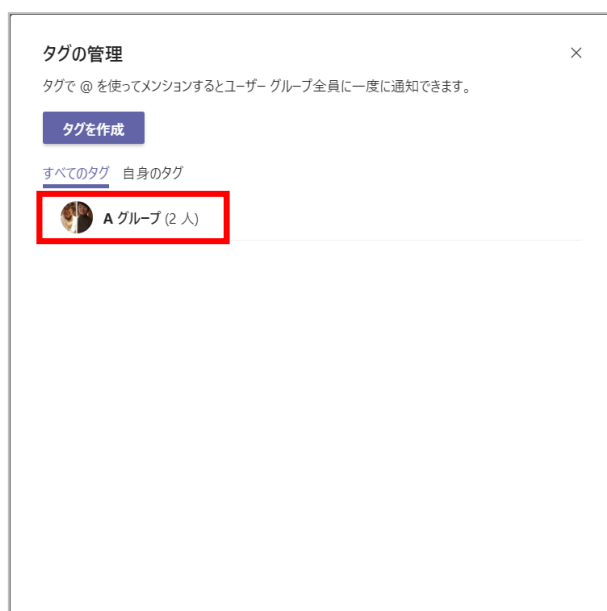 タグの管理
タグで @ を使ってメンションするとユーザー グループ全員に一度に通知できます。
タグを作成
すべてのタグ 自身のタグ
A グループ (2 人)